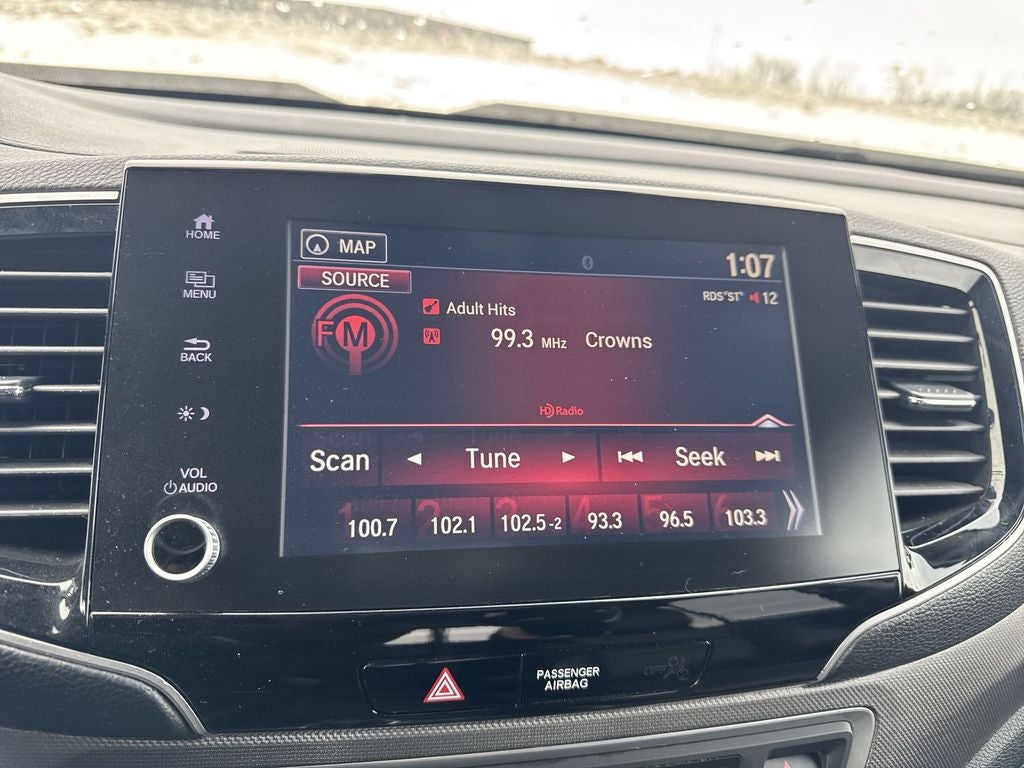 HOME
MENU
BACK
VOL
AUDIO
MAP
1:07
SOURCE
RDS ST 12
FM
Adult Hits
99.3 MHz Crowns
HD Radio
Scan Tune Seek
1 2 3 4 5 6
100.7 102.1 102.5-2 93.3 96.5 103.3
PASSENGER
AIRBAG
OFF